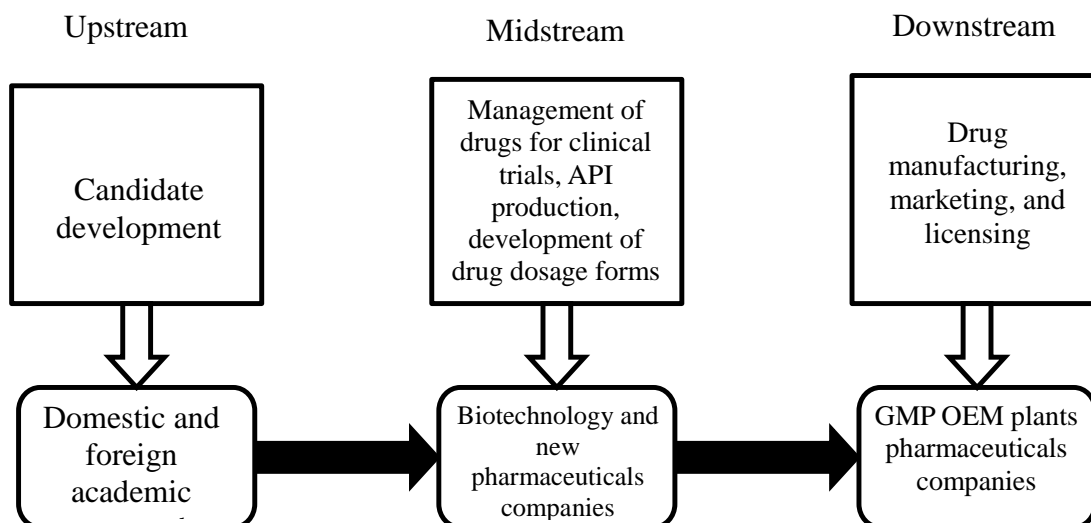 Upstream
Midstream
Downstream
Candidate
development
Management of
drugs for clinical
trials, API
production,
development of
drug dosage forms
Drug
manufacturing,
marketing, and
licensing
Domestic and
foreign
academic
Biotechnology and
new
pharmaceuticals
companies
GMP OEM plants
pharmaceuticals
companies